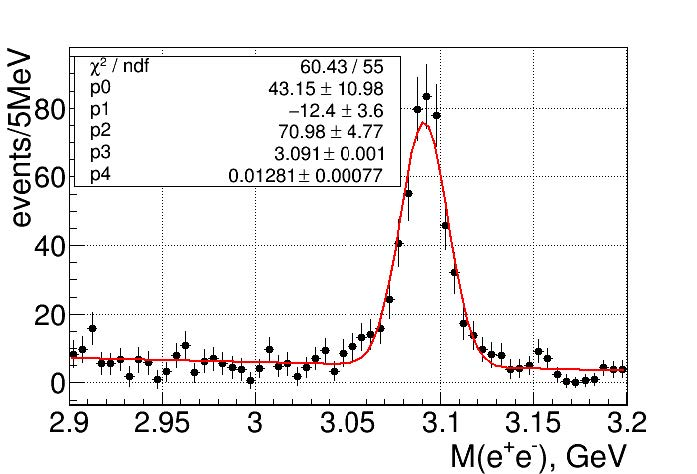 events/5MeV
χ² / ndf 60.43 / 55
p0 43.15 ± 10.98
p1 −12.4 ± 3.6
p2 70.98 ± 4.77
p3 3.091 ± 0.001
p4 0.01281 ± 0.00077
80
60
40
20
0
2.9 2.95 3 3.05 3.1 3.15 3.2
M(e⁺e⁻), GeV